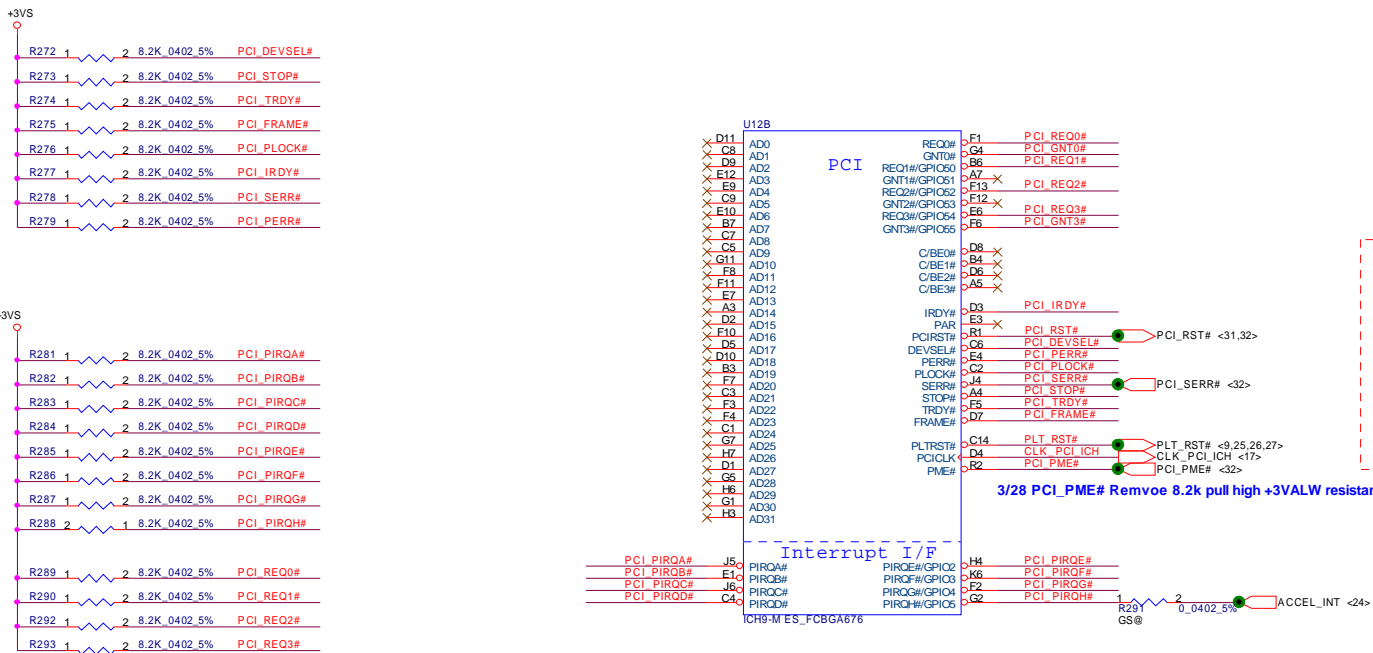 +3VS
R272 1 2 8.2K_0402_5% PCI_DEVSEL#
R273 1 2 8.2K_0402_5% PCI_STOP#
R274 1 2 8.2K_0402_5% PCI_TRDY#
R275 1 2 8.2K_0402_5% PCI_FRAME#
R276 1 2 8.2K_0402_5% PCI_PLOCK#
R277 1 2 8.2K_0402_5% PCI_IRDY#
R278 1 2 8.2K_0402_5% PCI_SERR#
R279 1 2 8.2K_0402_5% PCI_PERR#
+3VS
R281 1 2 8.2K_0402_5% PCI_PIRQA#
R282 1 2 8.2K_0402_5% PCI_PIRQB#
R283 1 2 8.2K_0402_5% PCI_PIRQC#
R284 1 2 8.2K_0402_5% PCI_PIRQD#
R285 1 2 8.2K_0402_5% PCI_PIRQE#
R286 1 2 8.2K_0402_5% PCI_PIRQF#
R287 1 2 8.2K_0402_5% PCI_PIRQG#
R288 2 1 8.2K_0402_5% PCI_PIRQH#
R289 1 2 8.2K_0402_5% PCI_REQ0#
R290 1 2 8.2K_0402_5% PCI_REQ1#
R292 1 2 8.2K_0402_5% PCI_REQ2#
R293 1 2 8.2K_0402_5% PCI_REQ3#
U12B
PCI
D11 AD0
C8 AD1
D9 AD2
E12 AD3
E9 AD4
C9 AD5
E10 AD6
B7 AD7
C7 AD8
C5 AD9
G11 AD10
F8 AD11
F11 AD12
E7 AD13
A3 AD14
D2 AD15
F10 AD16
D5 AD17
D10 AD18
B3 AD19
F7 AD20
C3 AD21
F3 AD22
F4 AD23
C1 AD24
G7 AD25
H7 AD26
D1 AD27
G5 AD28
H6 AD29
G1 AD30
H3 AD31
REQ0# F1 PCI_REQ0#
GNT0# G4 PCI_GNT0#
REQ1#/GPIO50 B6 PCI_REQ1#
GNT1#/GPIO51 A7
REQ2#/GPIO52 F13 PCI_REQ2#
GNT2#/GPIO53 F12
REQ3#/GPIO54 E6 PCI_REQ3#
GNT3#/GPIO55 F6 PCI_GNT3#
C/BE0# D8
C/BE1# B4
C/BE2# D6
C/BE3# A5
IRDY# D3 PCI_IRDY#
PAR E3
PCIRST# R1 PCI_RST# PCI_RST# <31,32>
DEVSEL# C6 PCI_DEVSEL#
PERR# E4 PCI_PERR#
PLOCK# C2 PCI_PLOCK#
SERR# J4 PCI_SERR# PCI_SERR# <32>
STOP# A4 PCI_STOP#
TRDY# F5 PCI_TRDY#
FRAME# D7 PCI_FRAME#
PLTRST# C14 PLT_RST# PLT_RST# <9,25,26,27>
PCICLK D4 CLK_PCI_ICH CLK_PCI_ICH <17>
PME# R2 PCI_PME# PCI_PME# <32>
3/28 PCI_PME# Remvoe 8.2k pull high +3VALW resistan
Interrupt I/F
PCI_PIRQA# J5 PIRQA#
PCI_PIRQB# E1 PIRQB#
PCI_PIRQC# J6 PIRQC#
PCI_PIRQD# C4 PIRQD#
PIRQE#/GPIO2 H4 PCI_PIRQE#
PIRQF#/GPIO3 K6 PCI_PIRQF#
PIRQG#/GPIO4 F2 PCI_PIRQG#
PIRQH#/GPIO5 G2 PCI_PIRQH# 1 2 ACCEL_INT <24>
R291 0_0402_5%
GS@
ICH9-M ES_FCBGA676